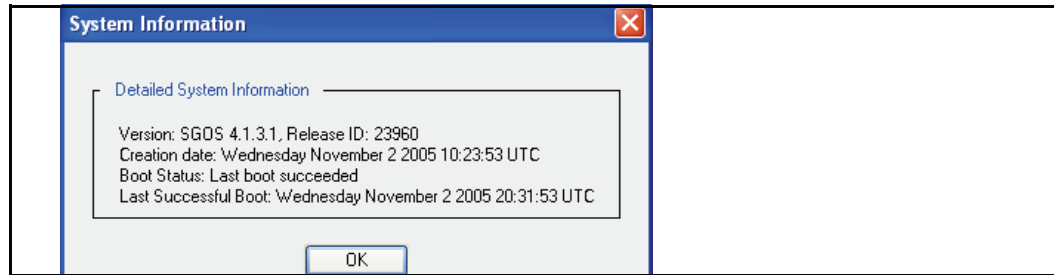 System Information
Detailed System Information
Version: SGOS 4.1.3.1, Release ID: 23960
Creation date: Wednesday November 2 2005 10:23:53 UTC
Boot Status: Last boot succeeded
Last Successful Boot: Wednesday November 2 2005 20:31:53 UTC
OK